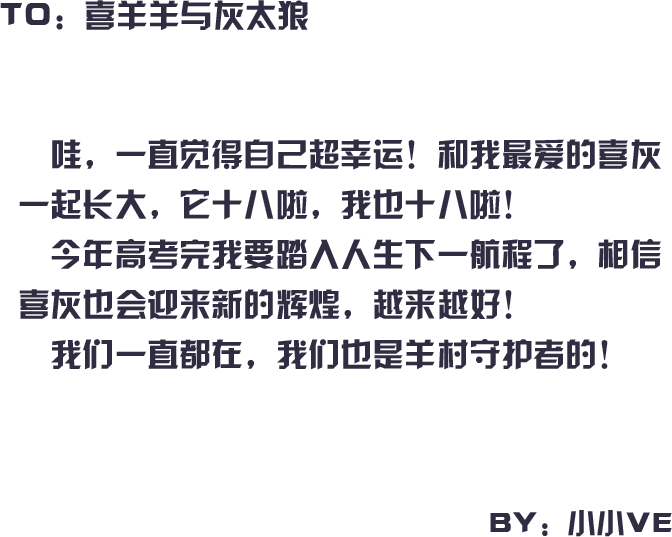 TO：喜羊羊与灰太狼
哇，一直觉得自己超幸运！和我最爱的喜灰
一起长大，它十八啦，我也十八啦！
今年高考完我要踏入人生下一航程了，相信
喜灰也会迎来新的辉煌，越来越好！
我们一直都在，我们也是羊村守护者的！
BY：小小VE